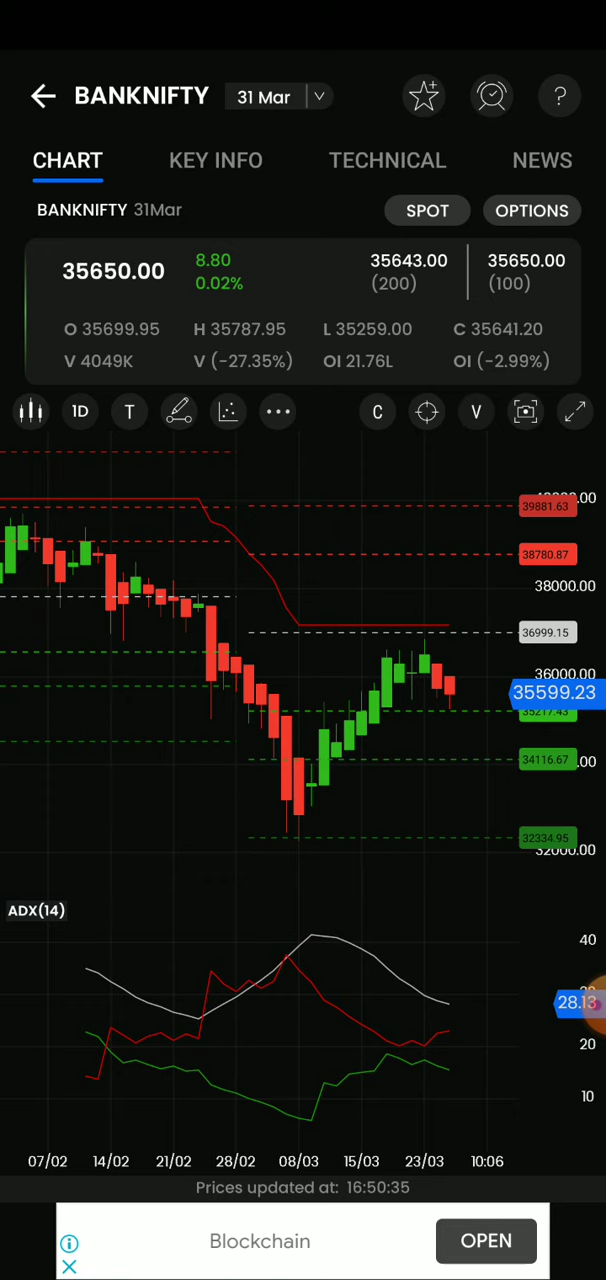 BANKNIFTY 31 Mar
CHART KEY INFO TECHNICAL NEWS
BANKNIFTY 31Mar SPOT OPTIONS
35650.00 8.80 0.02% 35643.00 (200) 35650.00 (100)
O 35699.95 H 35787.95 L 35259.00 C 35641.20
V 4049K V (-27.35%) OI 21.76L OI (-2.99%)
1D T C V
39881.63
38780.87
38000.00
36999.15
36000.00
35599.23
34116.67
32334.95
32000.00
ADX(14)
40
28.13
20
10
07/02 14/02 21/02 28/02 08/03 15/03 23/03 10:06
Prices updated at: 16:50:35
Blockchain OPEN